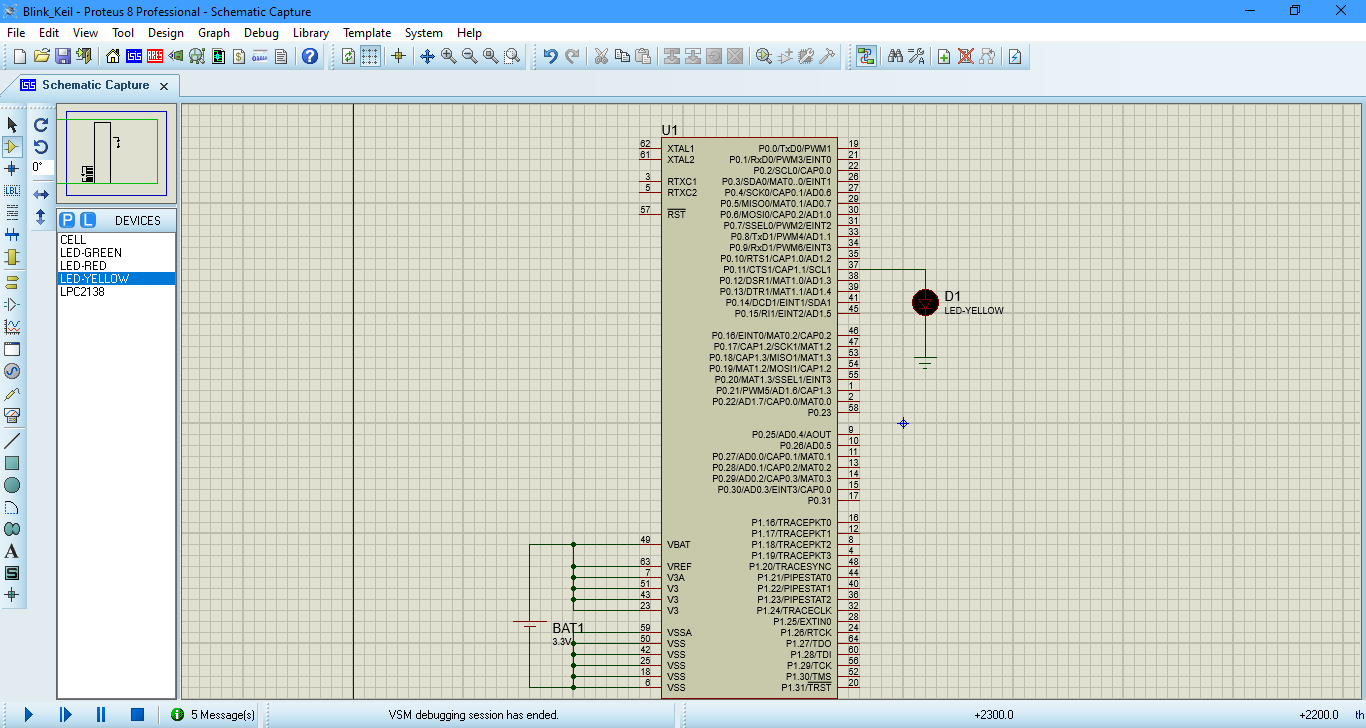 Blink_Keil - Proteus 8 Professional - Schematic Capture
File Edit View Tool Design Graph Debug Library Template System Help
Schematic Capture
0°
LBL
P L DEVICES
CELL
LED-GREEN
LED-RED
LED-YELLOW
LPC2138
A
S
U1
62 XTAL1
61 XTAL2
3 RTXC1
5 RTXC2
57 RST
49 VBAT
63 VREF
7 V3A
51 V3
43 V3
23 V3
59 VSSA
50 VSS
42 VSS
25 VSS
18 VSS
6 VSS
BAT1
3.3V
P0.0/TxD0/PWM1 19
P0.1/RxD0/PWM3/EINT0 21
P0.2/SCL0/CAP0.0 22
P0.3/SDA0/MAT0..0/EINT1 26
P0.4/SCK0/CAP0.1/AD0.6 27
P0.5/MISO0/MAT0.1/AD0.7 29
P0.6/MOSI0/CAP0.2/AD1.0 30
P0.7/SSEL0/PWM2/EINT2 31
P0.8/TxD1/PWM4/AD1.1 33
P0.9/RxD1/PWM6/EINT3 34
P0.10/RTS1/CAP1.0/AD1.2 35
P0.11/CTS1/CAP1.1/SCL1 37
P0.12/DSR1/MAT1.0/AD1.3 38
P0.13/DTR1/MAT1.1/AD1.4 39
P0.14/DCD1/EINT1/SDA1 41
P0.15/RI1/EINT2/AD1.5 45
P0.16/EINT0/MAT0.2/CAP0.2 46
P0.17/CAP1.2/SCK1/MAT1.2 47
P0.18/CAP1.3/MISO1/MAT1.3 53
P0.19/MAT1.2/MOSI1/CAP1.2 54
P0.20/MAT1.3/SSEL1/EINT3 55
P0.21/PWM5/AD1.6/CAP1.3 1
P0.22/AD1.7/CAP0.0/MAT0.0 2
P0.23 58
P0.25/AD0.4/AOUT 9
P0.26/AD0.5 10
P0.27/AD0.0/CAP0.1/MAT0.1 11
P0.28/AD0.1/CAP0.2/MAT0.2 13
P0.29/AD0.2/CAP0.3/MAT0.3 14
P0.30/AD0.3/EINT3/CAP0.0 15
P0.31 17
P1.16/TRACEPKT0 16
P1.17/TRACEPKT1 12
P1.18/TRACEPKT2 8
P1.19/TRACEPKT3 4
P1.20/TRACESYNC 48
P1.21/PIPESTAT0 44
P1.22/PIPESTAT1 40
P1.23/PIPESTAT2 36
P1.24/TRACECLK 32
P1.25/EXTIN0 28
P1.26/RTCK 24
P1.27/TDO 64
P1.28/TDI 60
P1.29/TCK 56
P1.30/TMS 52
P1.31/TRST 20
D1
LED-YELLOW
5 Message(s) VSM debugging session has ended. +2300.0 +2200.0 th